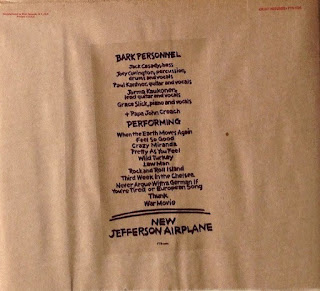 BARK PERSONNEL
Jack Casady, bass
Joey Covington, percussion,
drums and vocals
Paul Kantner, guitar and vocals
Jorma Kaukonen,
lead guitar and vocals
Grace Slick, piano and vocals
+ Papa John Creach
PERFORMING
When the Earth Moves Again
Feel So Good
Crazy Miranda
Pretty As You Feel
Wild Turkey
Law Man
Rock and Roll Island
Third Week in the Chelsea
Never Argue With a German If
You're Tired or European Song
Thunk
War Movie
NEW
JEFFERSON AIRPLANE